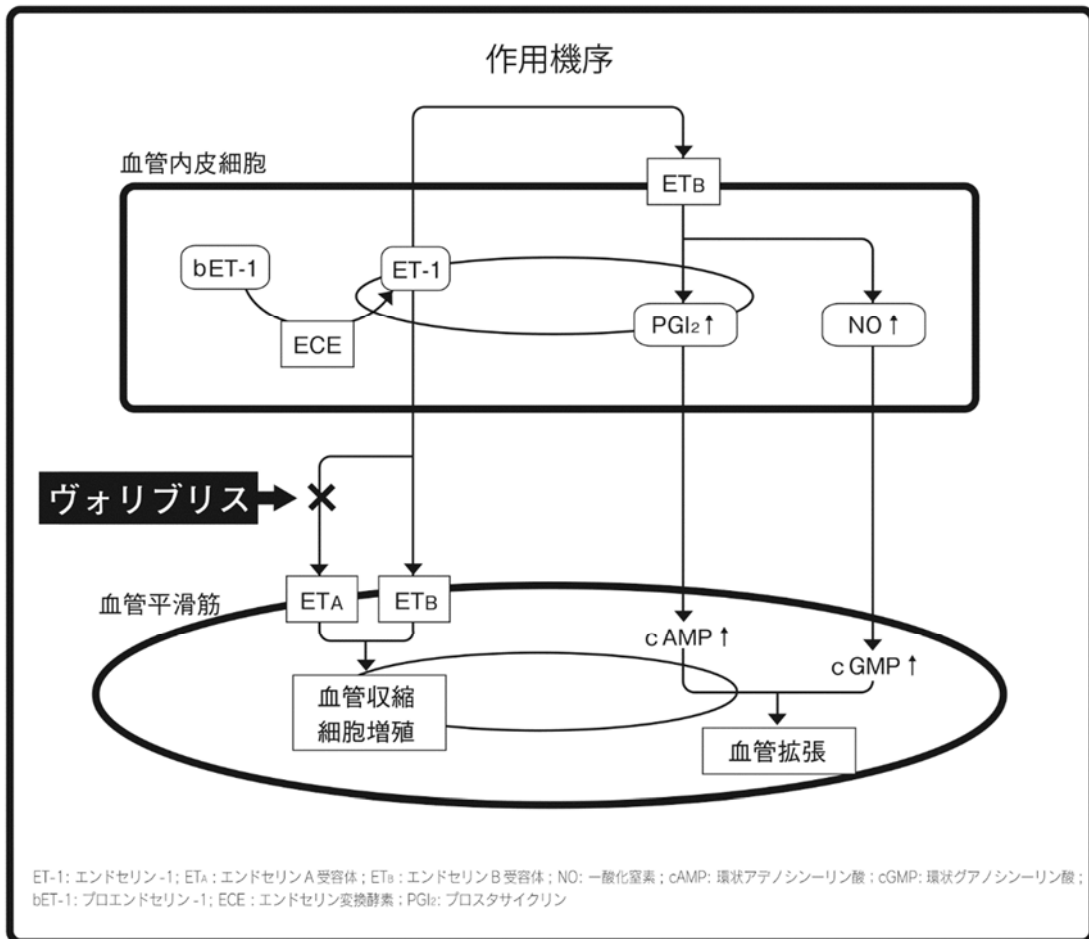 作用機序
血管内皮細胞
ETB
bET-1
ET-1
ECE
PGI2↑
NO↑
ヴォリブリス
血管平滑筋
ETA
ETB
cAMP↑
cGMP↑
血管収縮
細胞増殖
血管拡張
ET-1: エンドセリン-1; ETA: エンドセリンA受容体; ETB: エンドセリンB受容体; NO: 一酸化窒素; cAMP: 環状アデノシンーリン酸; cGMP: 環状グアノシンーリン酸;
bET-1: プロエンドセリン-1; ECE: エンドセリン変換酵素; PGI2: プロスタサイクリン